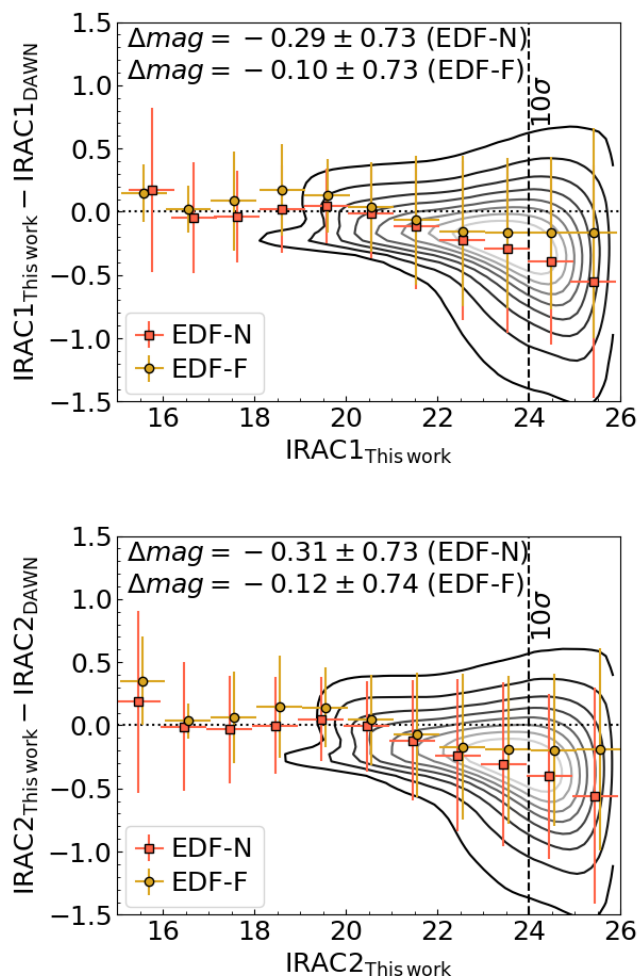 Δmag = −0.29 ± 0.73 (EDF-N)
Δmag = −0.10 ± 0.73 (EDF-F)
10σ
IRAC1This work − IRAC1DAWN
1.5
1.0
0.5
0.0
−0.5
−1.0
−1.5
EDF-N
EDF-F
16 18 20 22 24 26
IRAC1This work
Δmag = −0.31 ± 0.73 (EDF-N)
Δmag = −0.12 ± 0.74 (EDF-F)
10σ
IRAC2This work − IRAC2DAWN
1.5
1.0
0.5
0.0
−0.5
−1.0
−1.5
EDF-N
EDF-F
16 18 20 22 24 26
IRAC2This work